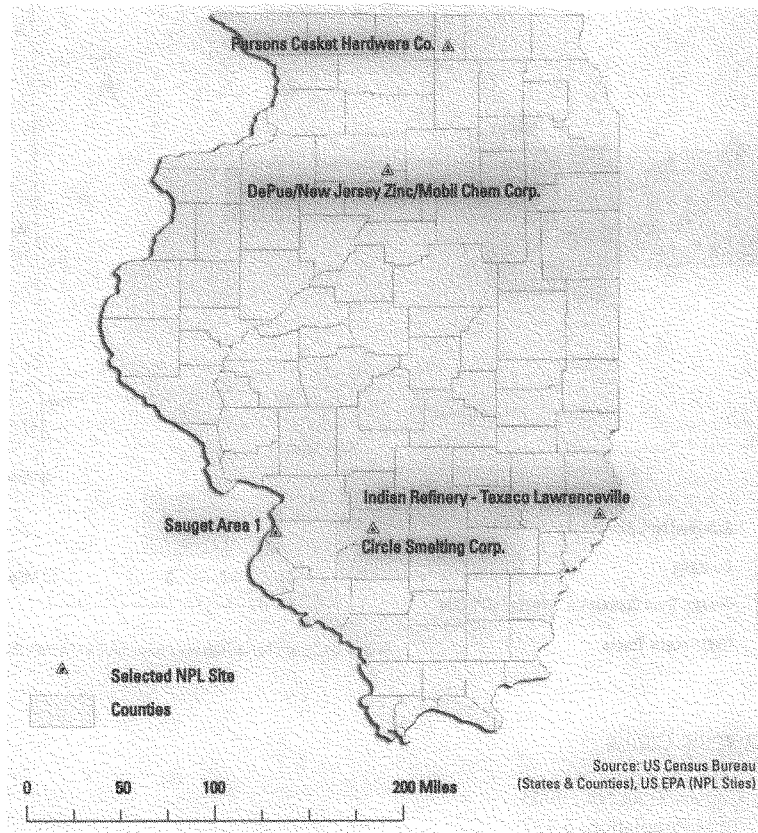 Parsons Casket Hardware Co.
DePue/New Jersey Zinc/Mobil Chem Corp.
Indian Refinery - Texaco Lawrenceville
Sauget Area 1
Circle Smelting Corp.
Selected NPL Site
Counties
0 50 100 200 Miles
Source: US Census Bureau
(States & Counties), US EPA (NPL Sties)